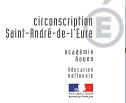 circonscription
Saint-André-de-l'Eure
académie
Rouen
éducation
nationale